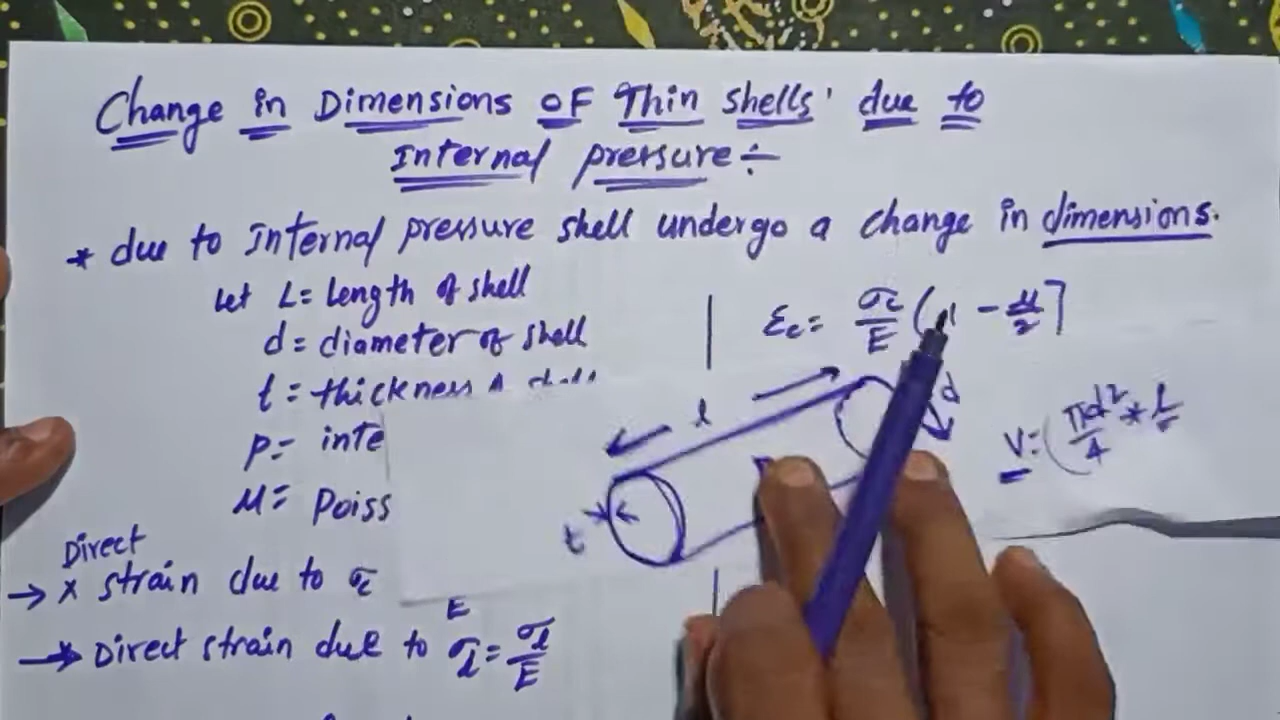 Change in Dimensions OF Thin shells' due to
Internal pressure ÷
* due to Internal pressure shell undergo a change in dimensions.
Let L = Length of shell
d = diameter of shell
t = thickness
p = inte
μ = Poiss
Direct
→ × strain due to σc
→ Direct strain due to σl = σl/E
E
εc = σc/E (1 - μ/2]
l
d
t
V = (πd²/4 * L